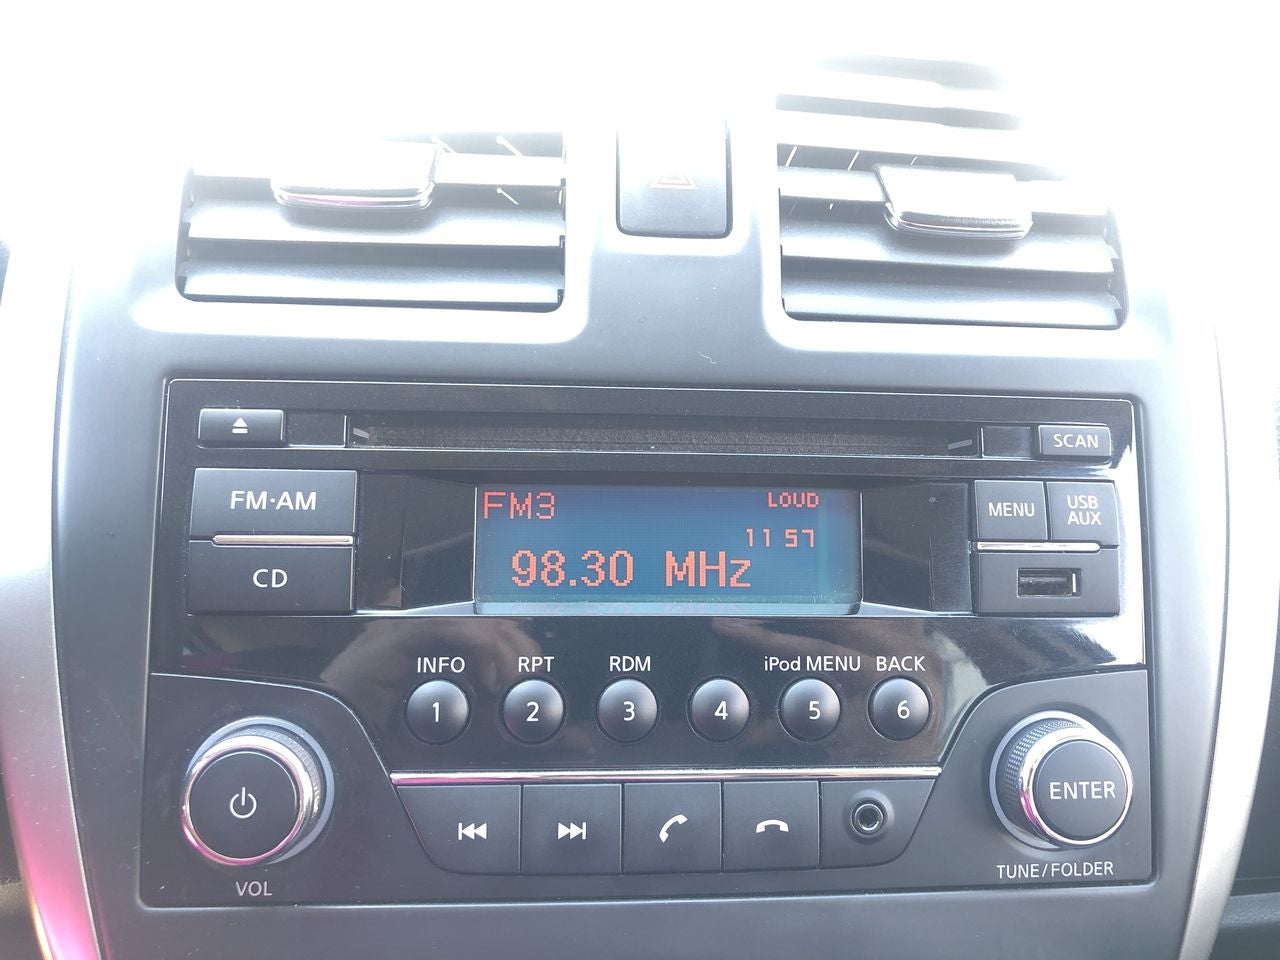 SCAN
FM·AM
CD
FM3
LOUD
11 57
98.30 MHz
MENU
USB
AUX
INFO RPT RDM iPod MENU BACK
1 2 3 4 5 6
VOL
ENTER
TUNE/FOLDER